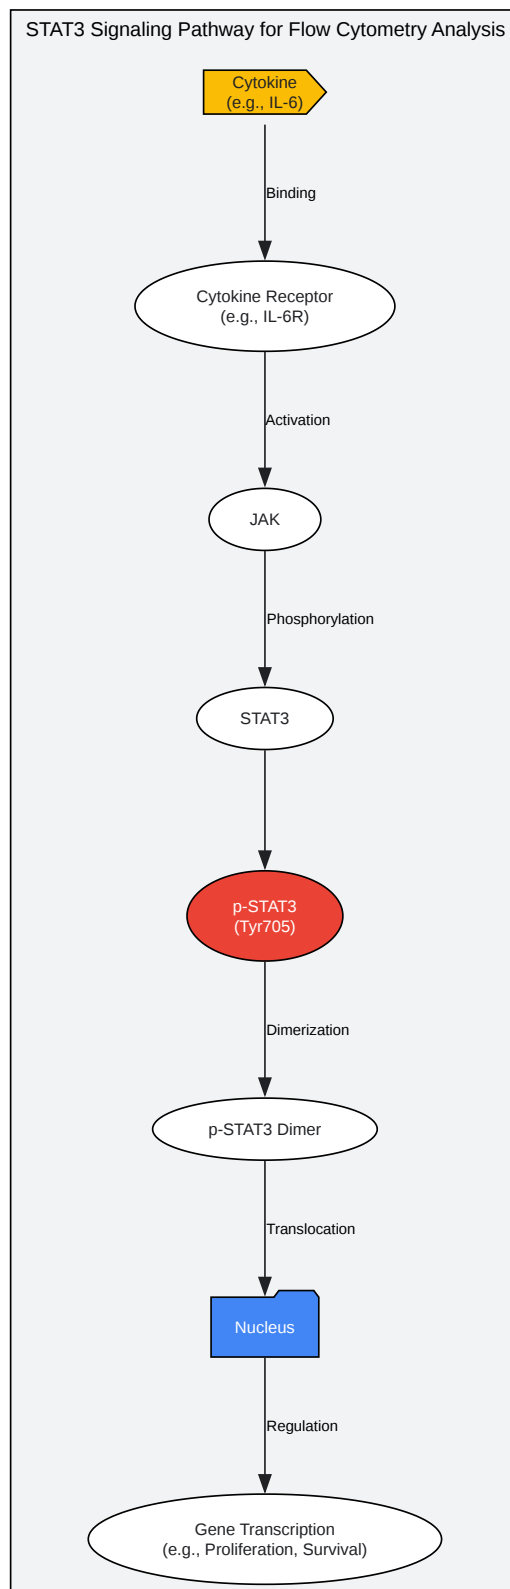 STAT3 Signaling Pathway for Flow Cytometry Analysis
Cytokine
(e.g., IL-6)
Binding
Cytokine Receptor
(e.g., IL-6R)
Activation
JAK
Phosphorylation
STAT3
p-STAT3
(Tyr705)
Dimerization
p-STAT3 Dimer
Translocation
Nucleus
Regulation
Gene Transcription
(e.g., Proliferation, Survival)